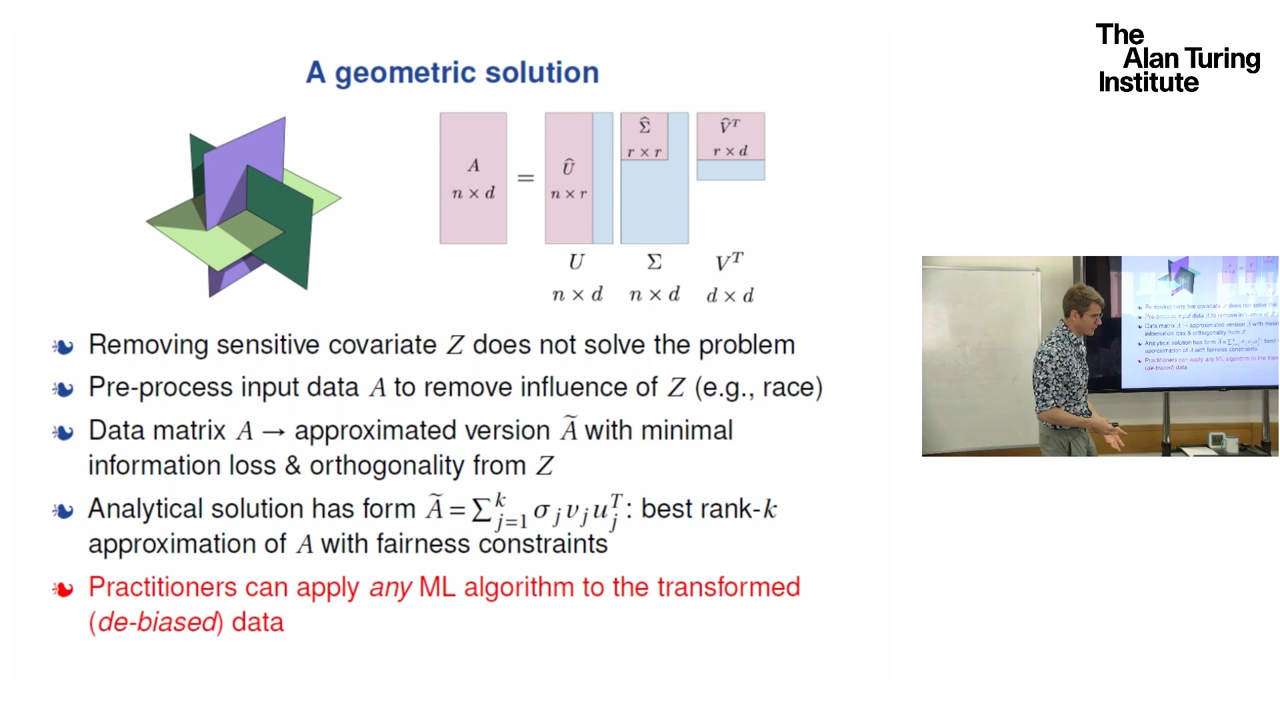 The
Alan Turing
Institute
A geometric solution
A
n × d
=
Û
n × r
Σ̂
r × r
V̂ᵀ
r × d
U
n × d
Σ
n × d
Vᵀ
d × d
Removing sensitive covariate Z does not solve the problem
Pre-process input data A to remove influence of Z (e.g., race)
Data matrix A → approximated version Ã with minimal
information loss & orthogonality from Z
Analytical solution has form Ã = Σᵏⱼ₌₁ σⱼvⱼuⱼᵀ: best rank-k
approximation of A with fairness constraints
Practitioners can apply any ML algorithm to the transformed
(de-biased) data